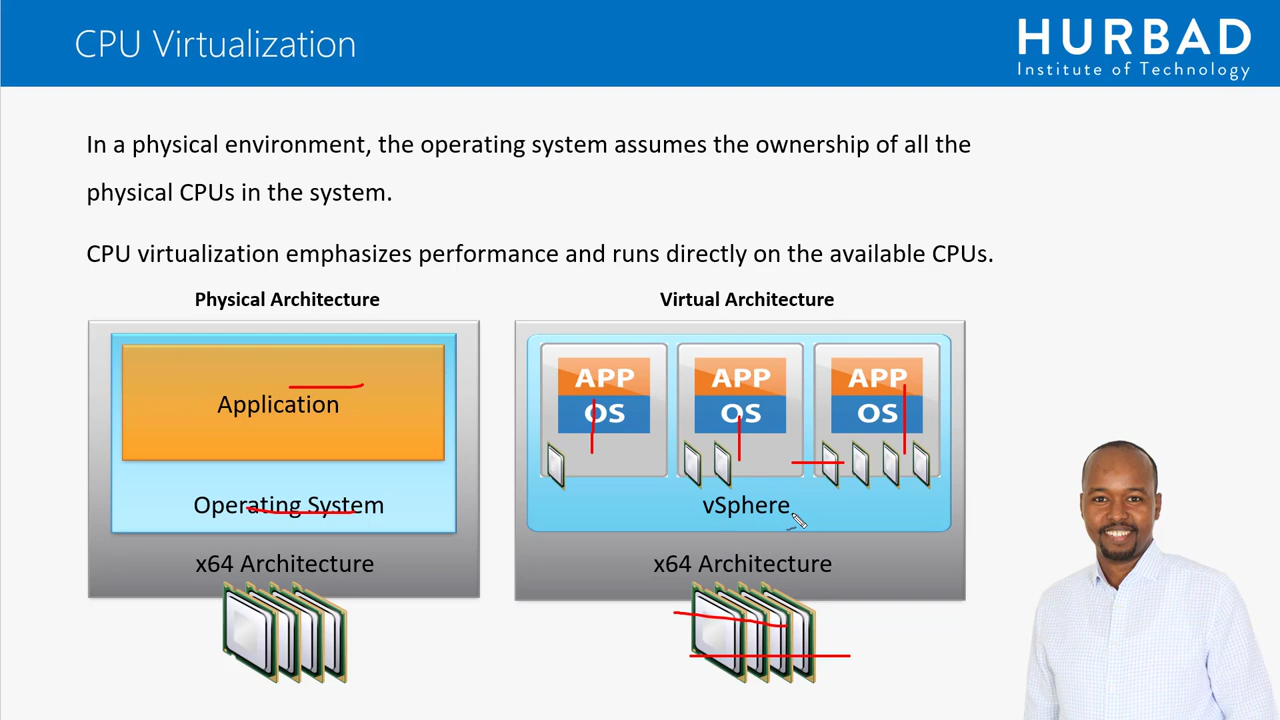 CPU Virtualization
HURBAD
Institute of Technology
In a physical environment, the operating system assumes the ownership of all the
physical CPUs in the system.
CPU virtualization emphasizes performance and runs directly on the available CPUs.
Physical Architecture
Application
Operating System
x64 Architecture
Virtual Architecture
APP
OS
APP
OS
APP
OS
vSphere
x64 Architecture